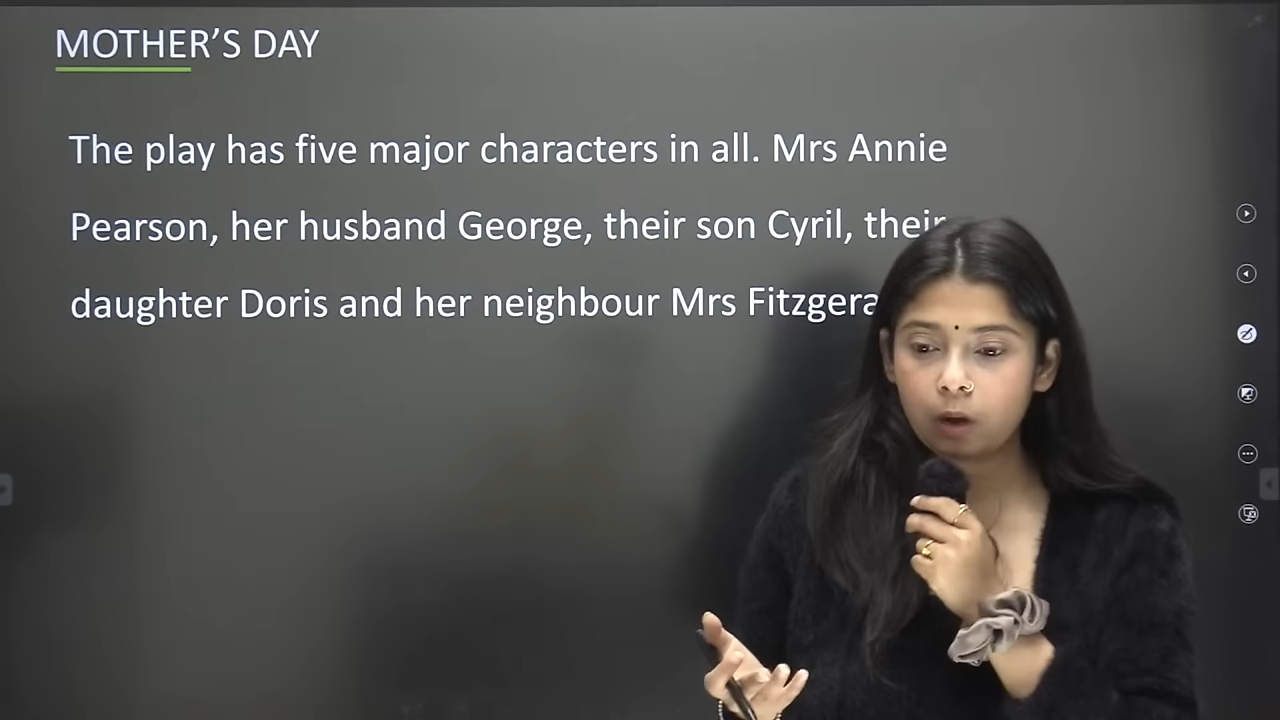 MOTHER’S DAY
The play has five major characters in all. Mrs Annie
Pearson, her husband George, their son Cyril, their
daughter Doris and her neighbour Mrs